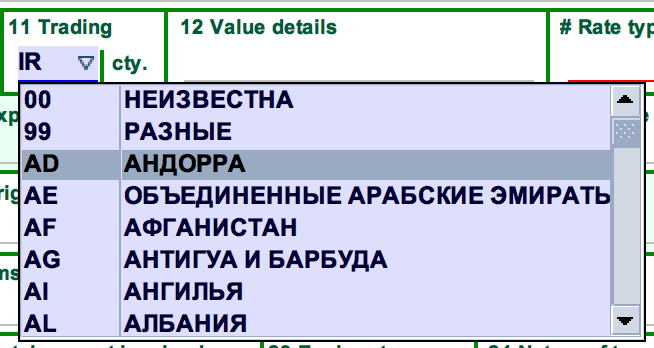 11 Trading
12 Value details
# Rate typ
IR
cty.
00 НЕИЗВЕСТНА
99 РАЗНЫЕ
AD АНДОРРА
AE ОБЪЕДИНЕННЫЕ АРАБСКИЕ ЭМИРАТЬ
AF АФГАНИСТАН
AG АНТИГУА И БАРБУДА
AI АНГИЛЬЯ
AL АЛБАНИЯ